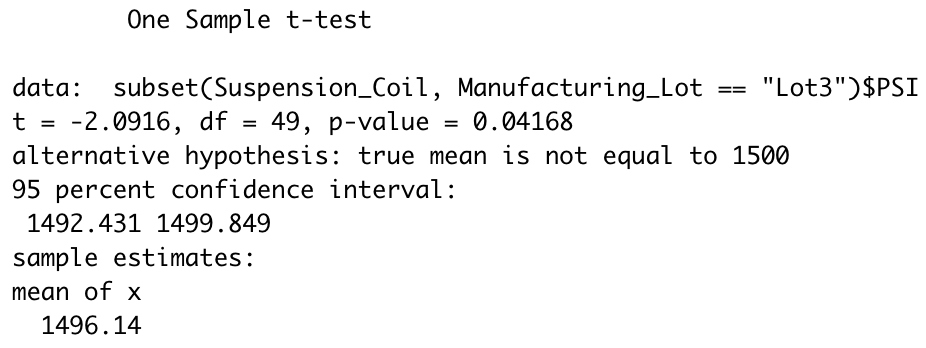 One Sample t-test
data:  subset(Suspension_Coil, Manufacturing_Lot == "Lot3")$PSI
t = -2.0916, df = 49, p-value = 0.04168
alternative hypothesis: true mean is not equal to 1500
95 percent confidence interval:
 1492.431 1499.849
sample estimates:
mean of x
  1496.14